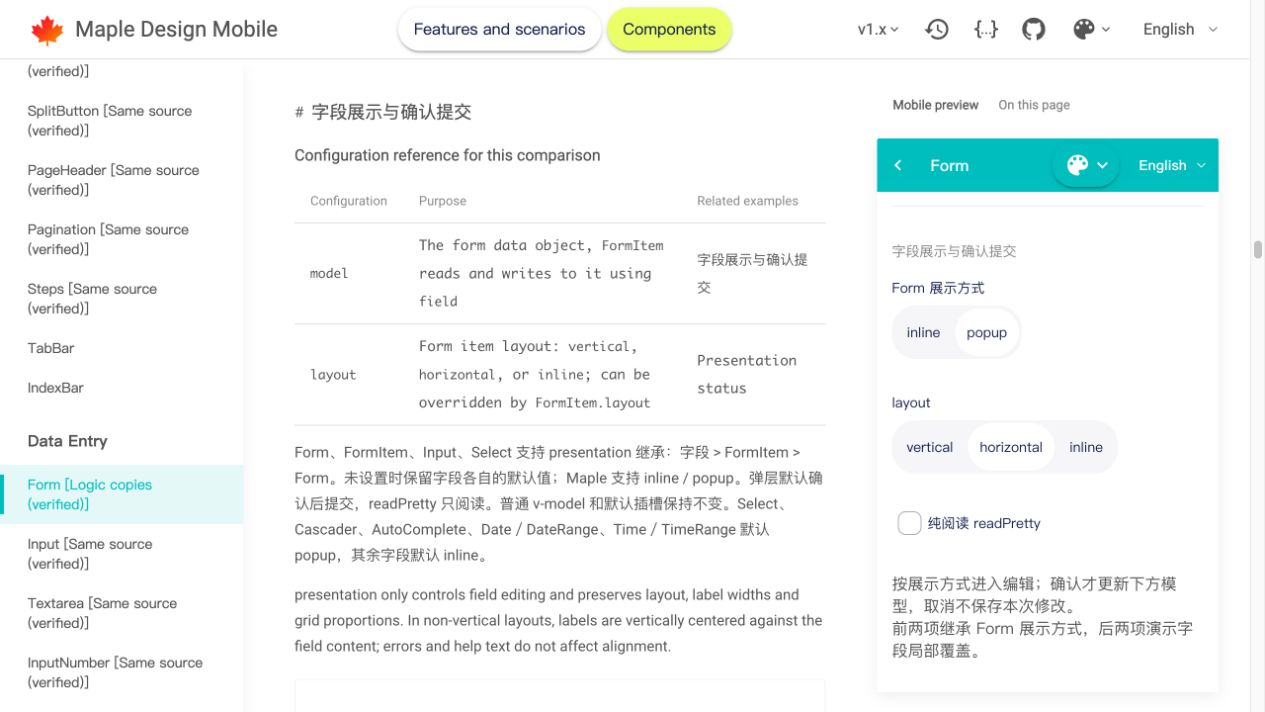 Maple Design Mobile
Features and scenarios
Components
v1.x
English
(verified)]
SplitButton [Same source
(verified)]
PageHeader [Same source
(verified)]
Pagination [Same source
(verified)]
Steps [Same source
(verified)]
TabBar
IndexBar
Data Entry
Form [Logic copies
(verified)]
Input [Same source
(verified)]
Textarea [Same source
(verified)]
InputNumber [Same source
(verified)]
# 字段展示与确认提交
Configuration reference for this comparison
Configuration Purpose Related examples
model
The form data object, FormItem
reads and writes to it using
field
字段展示与确认提
交
layout
Form item layout: vertical,
horizontal, or inline; can be
overridden by FormItem.layout
Presentation
status
Form、FormItem、Input、Select 支持 presentation 继承：字段 > FormItem >
Form。未设置时保留字段各自的默认值；Maple 支持 inline / popup。弹层默认确
认后提交，readPretty 只阅读。普通 v-model 和默认插槽保持不变。Select、
Cascader、AutoComplete、Date / DateRange、Time / TimeRange 默认
popup，其余字段默认 inline。
presentation only controls field editing and preserves layout, label widths and
grid proportions. In non-vertical layouts, labels are vertically centered against the
field content; errors and help text do not affect alignment.
Mobile preview
On this page
Form
English
字段展示与确认提交
Form 展示方式
inline popup
layout
vertical horizontal inline
纯阅读 readPretty
按展示方式进入编辑；确认才更新下方模
型，取消不保存本次修改。
前两项继承 Form 展示方式，后两项演示字
段局部覆盖。